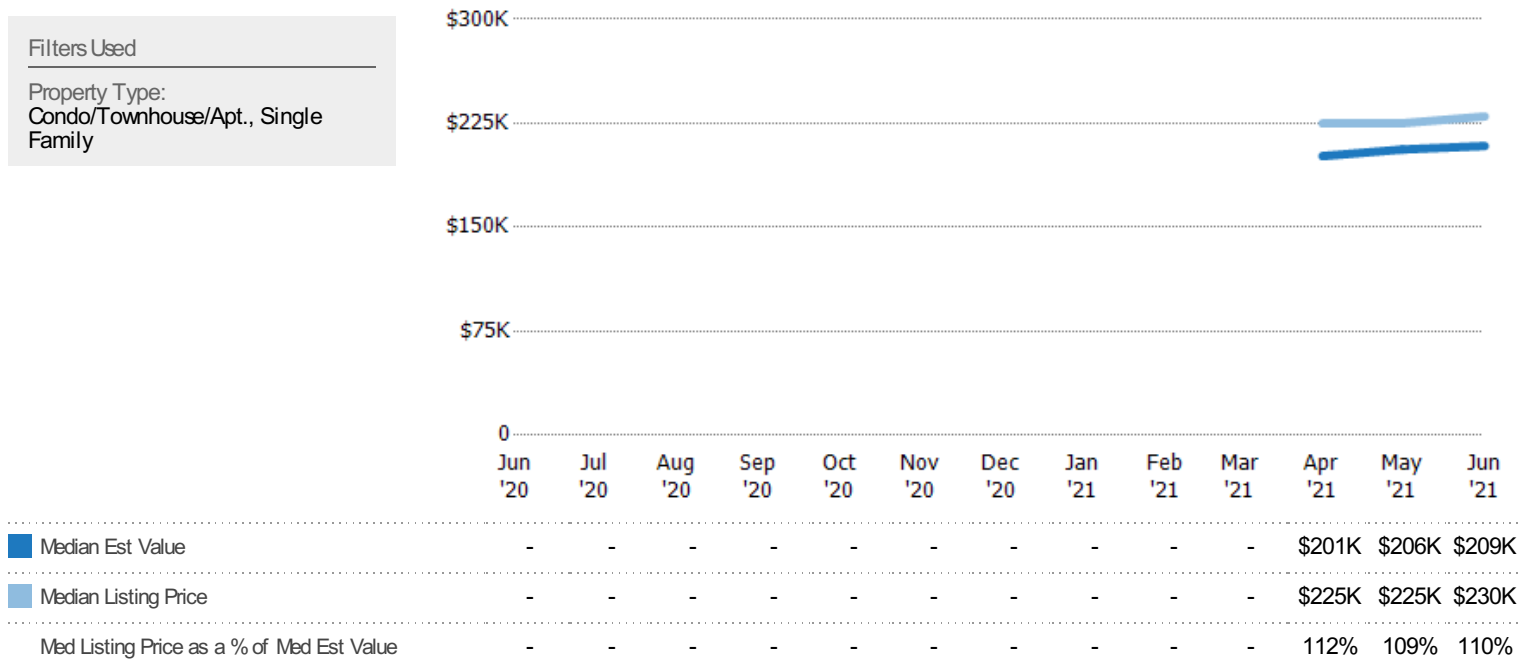 Filters Used
Property Type:
Condo/Townhouse/Apt., Single
Family
$300K
$225K
$150K
$75K
0
Jun Jul Aug Sep Oct Nov Dec Jan Feb Mar Apr May Jun
'20 '20 '20 '20 '20 '20 '20 '21 '21 '21 '21 '21 '21
Median Est Value - - - - - - - - - - $201K $206K $209K
Median Listing Price - - - - - - - - - - $225K $225K $230K
Med Listing Price as a % of Med Est Value - - - - - - - - - - 112% 109% 110%